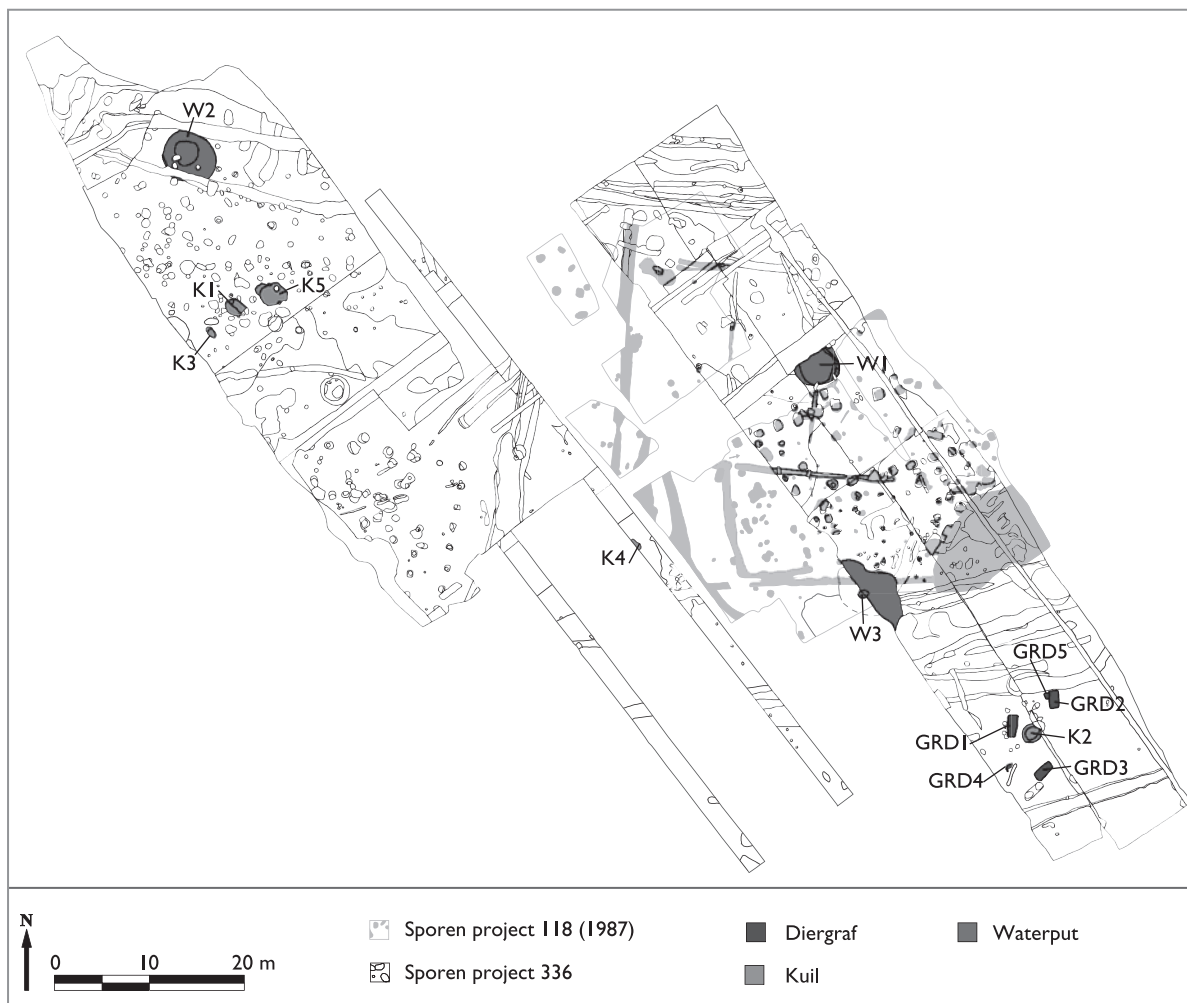 W2
K1
K5
K3
W1
K4
W3
GRD5
GRD2
GRD1
K2
GRD4
GRD3
N
0 10 20 m
Sporen project 118 (1987)
Sporen project 336
Diergraf
Kuil
Waterput